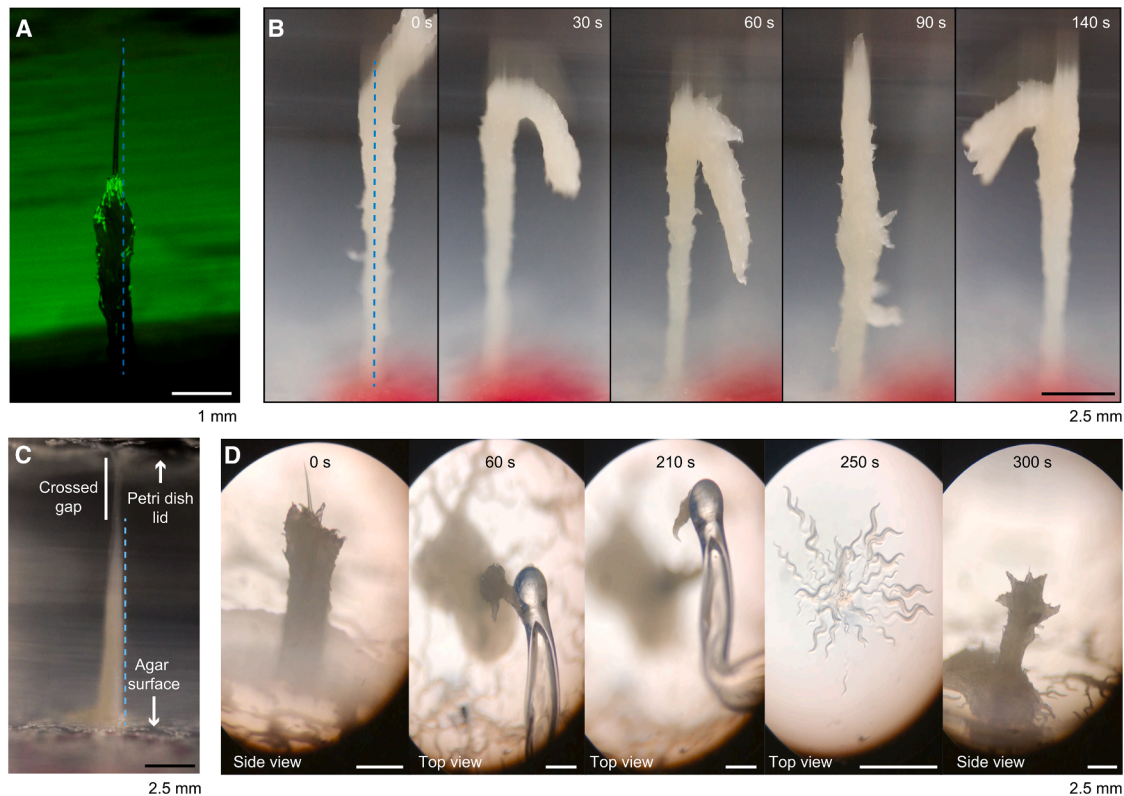 A
1 mm
B
0 s
30 s
60 s
90 s
140 s
2.5 mm
C
Crossed
gap
Petri dish
lid
Agar
surface
2.5 mm
D
0 s
60 s
210 s
250 s
300 s
Side view
Top view
Top view
Top view
Side view
2.5 mm